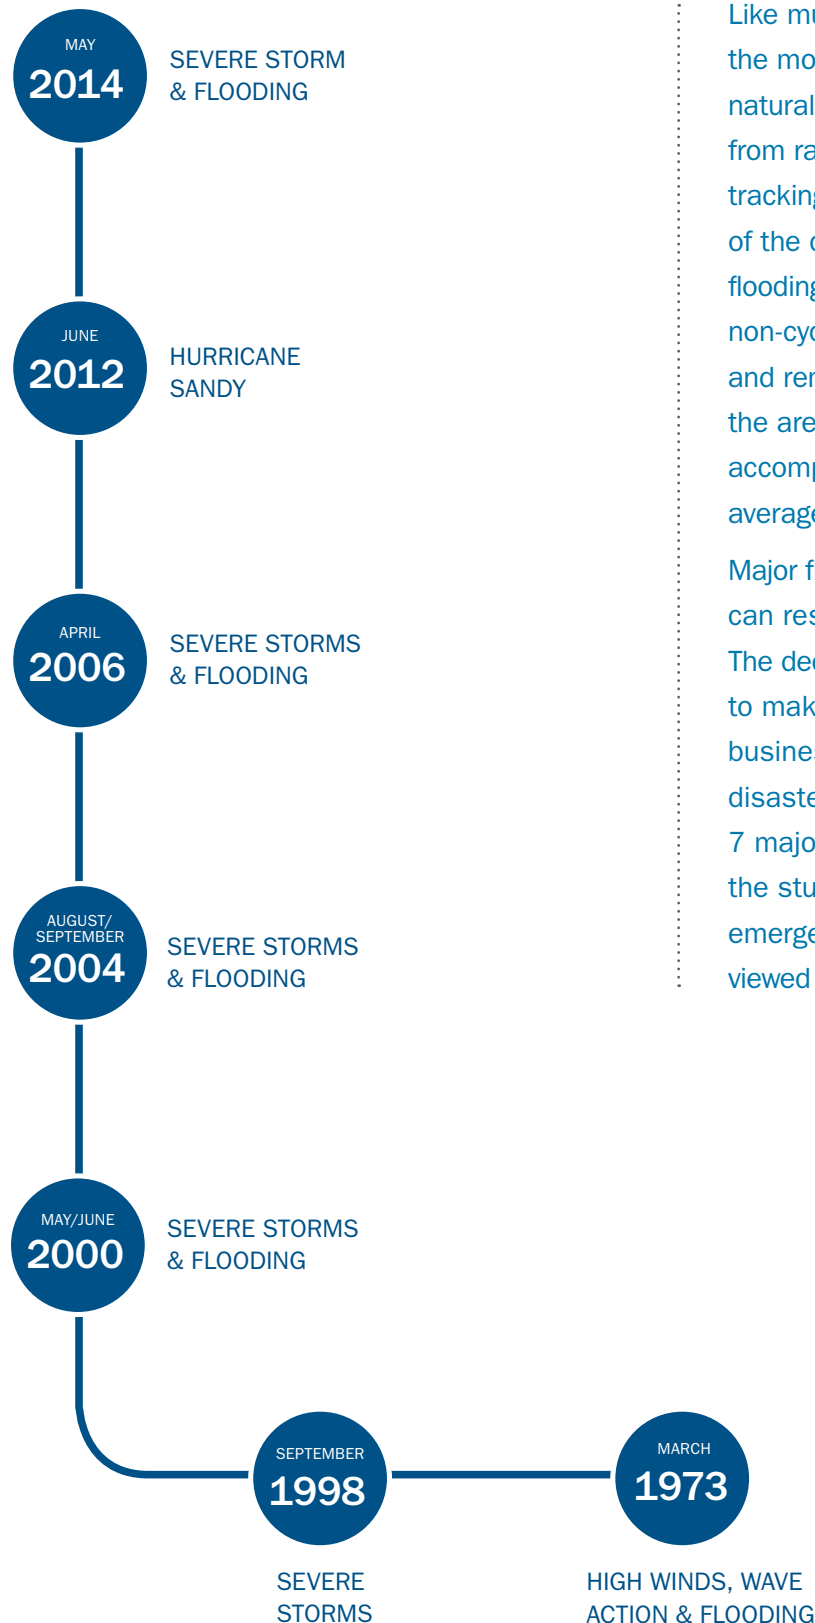 MAY
2014
SEVERE STORM
& FLOODING
JUNE
2012
HURRICANE
SANDY
APRIL
2006
SEVERE STORMS
& FLOODING
AUGUST/
SEPTEMBER
2004
SEVERE STORMS
& FLOODING
MAY/JUNE
2000
SEVERE STORMS
& FLOODING
SEPTEMBER
1998
SEVERE
STORMS
MARCH
1973
HIGH WINDS, WAVE
ACTION & FLOODING
Like mu
the mo
natural
from ra
tracking
of the
flooding
non-cyc
and re
the are
accomp
average
Major f
can res
The dec
to mak
busines
disaste
7 majo
the stu
emerge
viewed